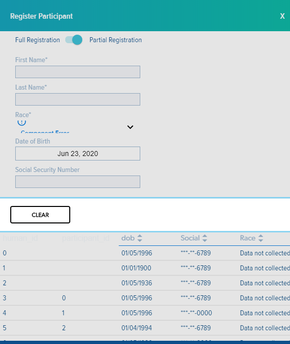 Register Participant X
Full Registration Partial Registration
First Name*
Last Name*
Race*
Component Error
Date of Birth
Jun 23, 2020
Social Security Number
CLEAR
dob Social Race
0 01/05/1996 ***-**-6789 Data not collected
1 01/01/1900 ***-**-6789 Data not collected
2 01/05/1936 ***-**-6789 Data not collected
3 0 01/05/1996 ***-**-6789 Data not collected
4 1 01/05/1996 ***-**-0000 Data not collected
5 2 01/04/1994 ***-**-6789 Data not collected